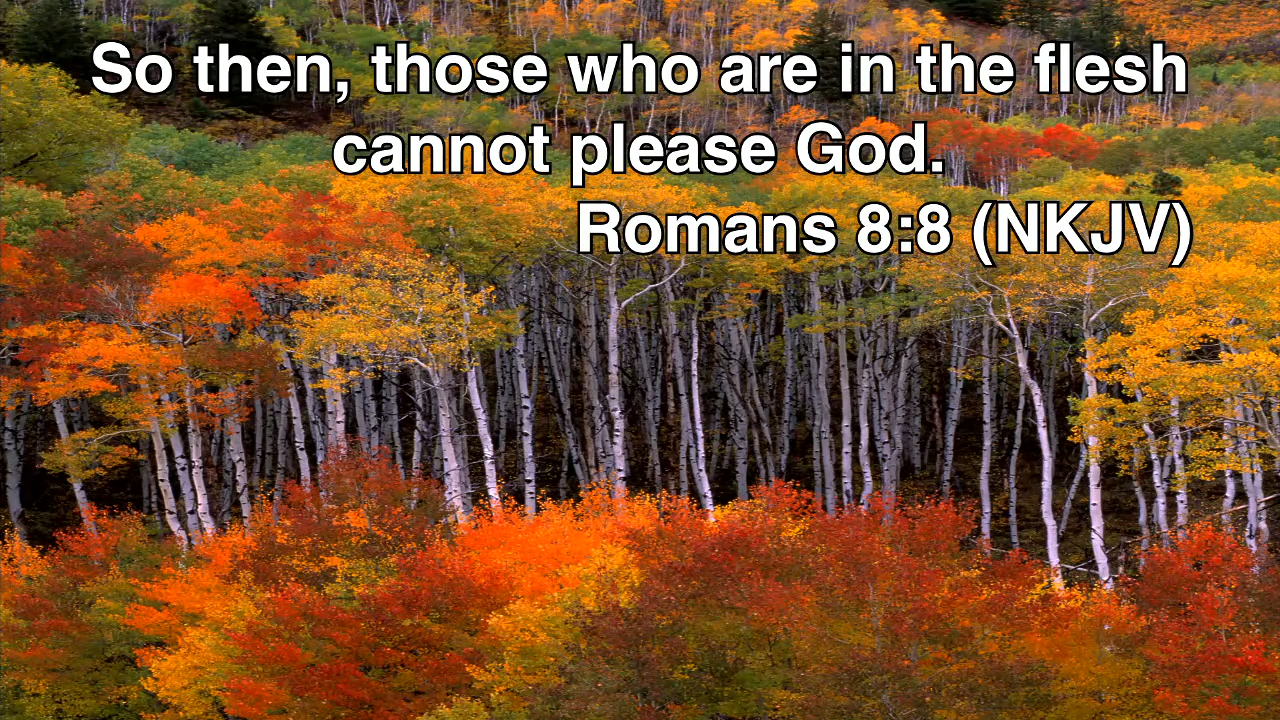 So then, those who are in the flesh
cannot please God.
Romans 8:8 (NKJV)